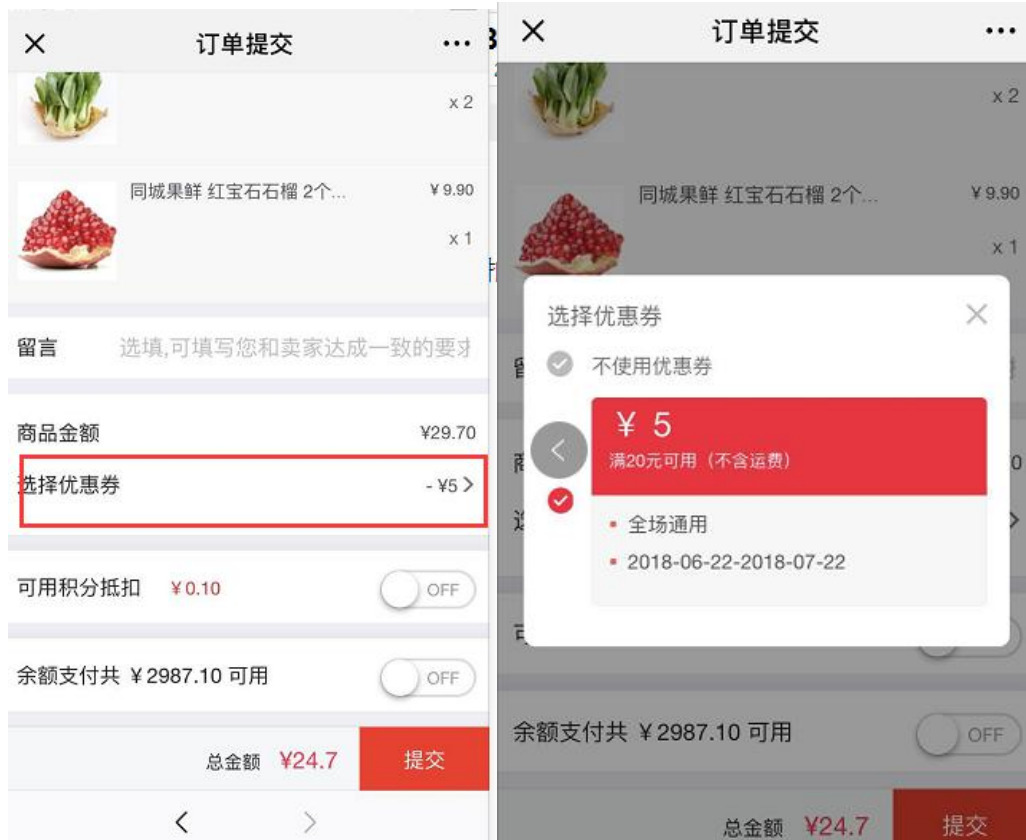 订单提交
x 2
同城果鲜 红宝石石榴 2个...
¥ 9.90
x 1
留言
选填,可填写您和卖家达成一致的要求
商品金额
¥29.70
选择优惠券
- ¥5
可用积分抵扣
¥ 0.10
OFF
余额支付共 ¥ 2987.10 可用
OFF
总金额 ¥24.7
提交
订单提交
x 2
同城果鲜 红宝石石榴 2个...
¥ 9.90
x 1
选择优惠券
不使用优惠券
¥ 5
满20元可用（不含运费）
全场通用
2018-06-22-2018-07-22
余额支付共 ¥ 2987.10 可用
OFF
总金额 ¥24.7
提交